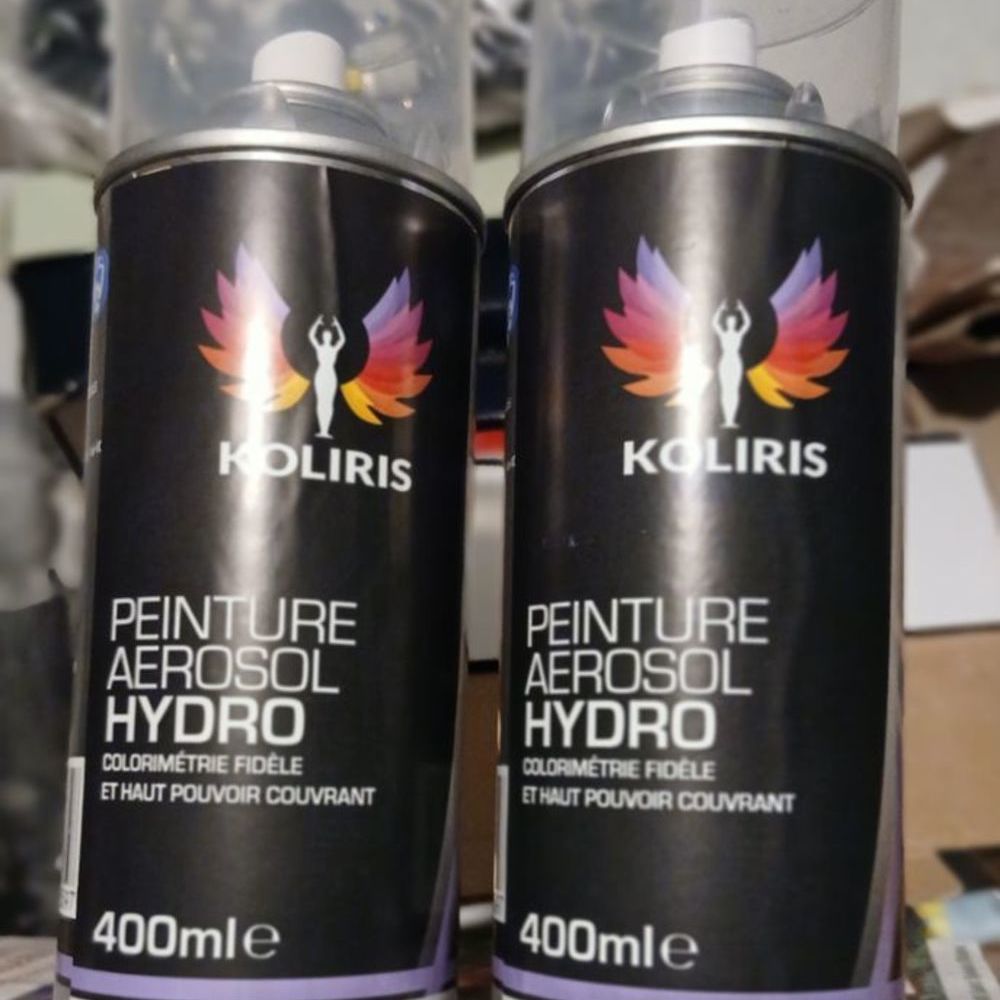 KOLIRIS
PEINTURE
AEROSOL
HYDRO
COLORIMÉTRIE FIDÈLE
ET HAUT POUVOIR COUVRANT
400ml e
KOLIRIS
PEINTURE
AEROSOL
HYDRO
COLORIMÉTRIE FIDÈLE
ET HAUT POUVOIR COUVRANT
400ml e